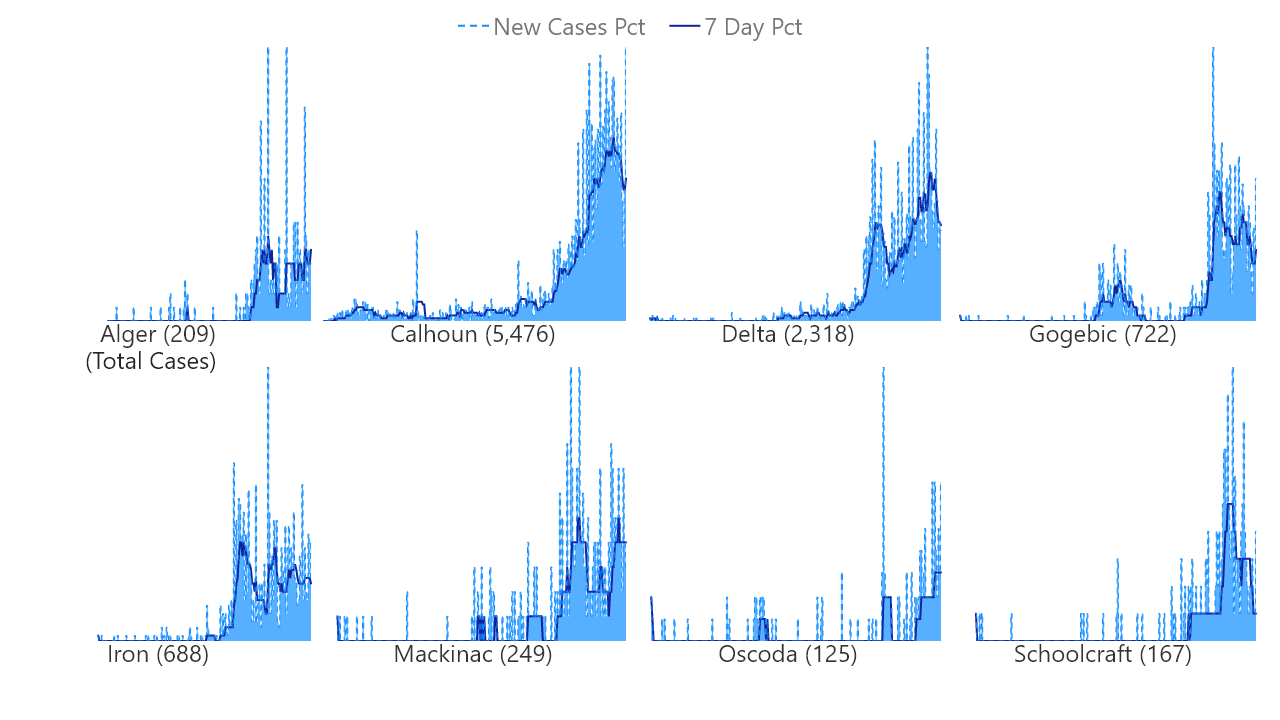 New Cases Pct 7 Day Pct
Alger (209) Calhoun (5,476) Delta (2,318) Gogebic (722)
(Total Cases)
Iron (688) Mackinac (249) Oscoda (125) Schoolcraft (167)